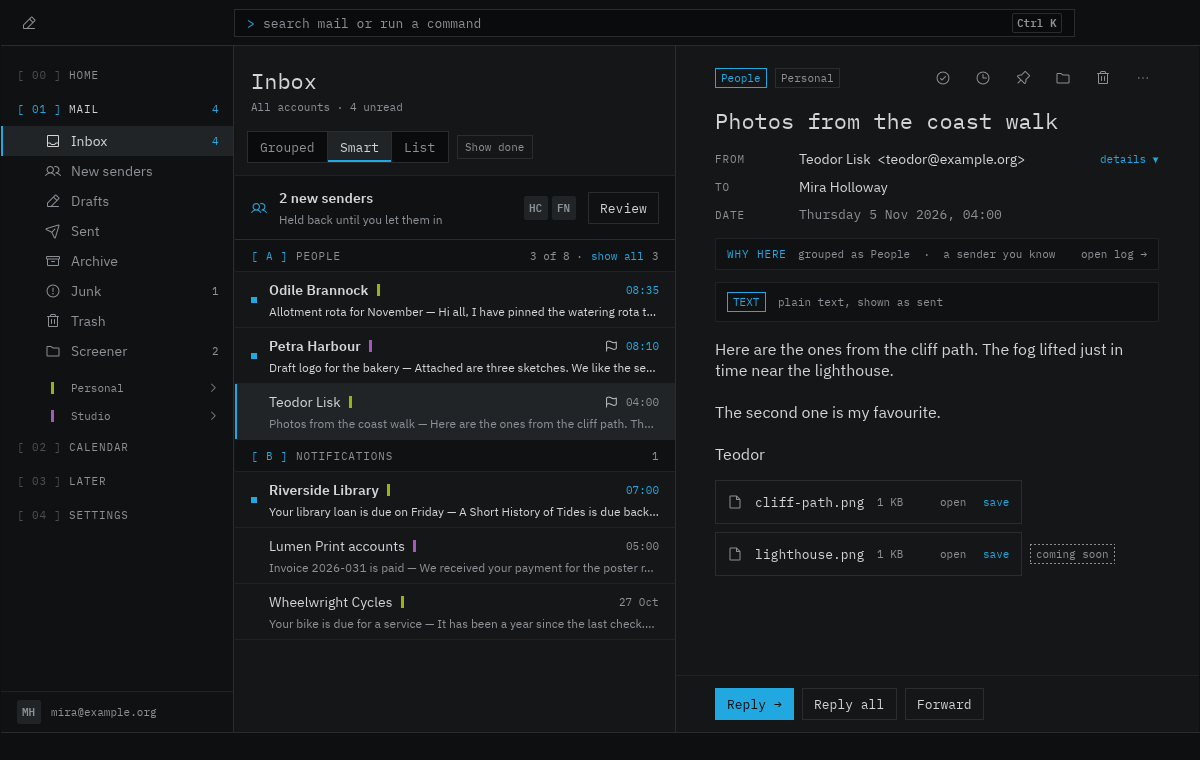 > search mail or run a command Ctrl K
[ 00 ] HOME
[ 01 ] MAIL 4
Inbox 4
New senders
Drafts
Sent
Archive
Junk 1
Trash
Screener 2
Personal
Studio
[ 02 ] CALENDAR
[ 03 ] LATER
[ 04 ] SETTINGS
MH mira@example.org
Inbox
All accounts · 4 unread
Grouped Smart List Show done
2 new senders
Held back until you let them in
HC FN Review
[ A ] PEOPLE 3 of 8 · show all 3
Odile Brannock 08:35
Allotment rota for November — Hi all, I have pinned the watering rota t…
Petra Harbour 08:10
Draft logo for the bakery — Attached are three sketches. We like the se…
Teodor Lisk 04:00
Photos from the coast walk — Here are the ones from the cliff path. Th…
[ B ] NOTIFICATIONS 1
Riverside Library 07:00
Your library loan is due on Friday — A Short History of Tides is due back…
Lumen Print accounts 05:00
Invoice 2026-031 is paid — We received your payment for the poster r…
Wheelwright Cycles 27 Oct
Your bike is due for a service — It has been a year since the last check.…
People Personal
Photos from the coast walk
FROM Teodor Lisk <teodor@example.org> details ▾
TO Mira Holloway
DATE Thursday 5 Nov 2026, 04:00
WHY HERE grouped as People · a sender you know open log →
TEXT plain text, shown as sent
Here are the ones from the cliff path. The fog lifted just in
time near the lighthouse.
The second one is my favourite.
Teodor
cliff-path.png 1 KB open save
lighthouse.png 1 KB open save coming soon
Reply → Reply all Forward